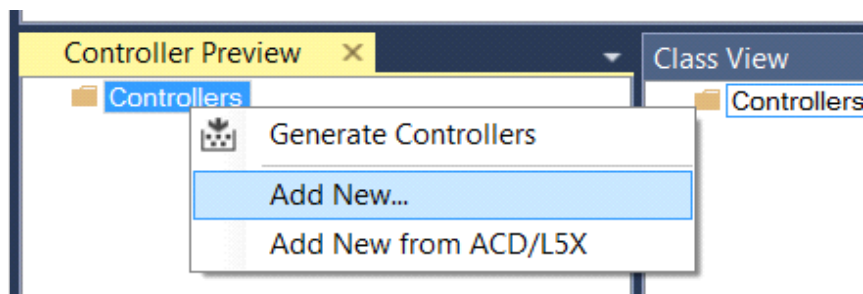 Controller Preview
Class View
Controllers
Controllers
Generate Controllers
Add New...
Add New from ACD/L5X